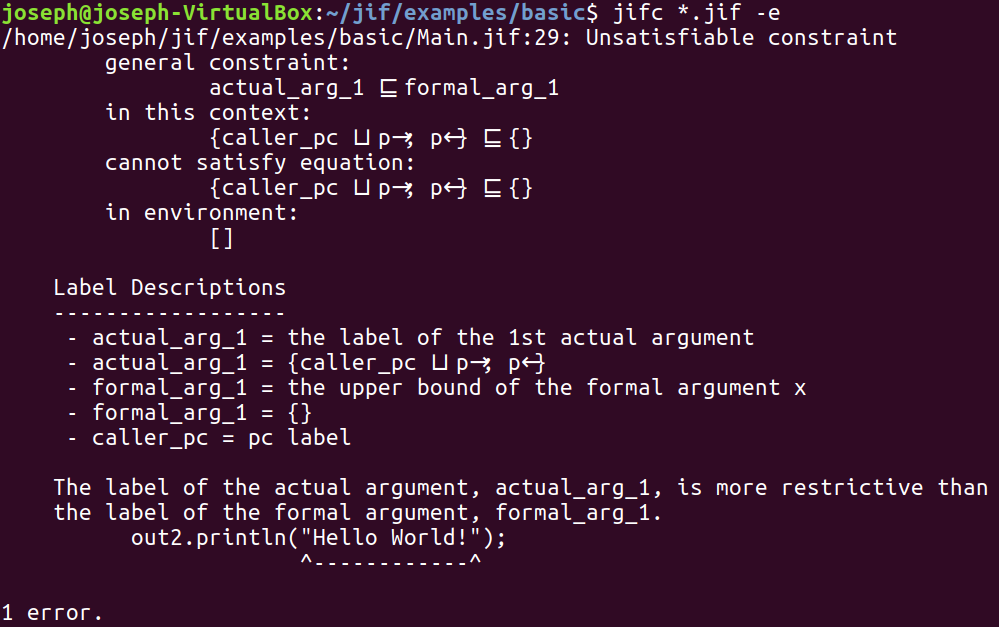 joseph@joseph-VirtualBox:~/jif/examples/basic$ jifc *.jif -e
/home/joseph/jif/examples/basic/Main.jif:29: Unsatisfiable constraint
        general constraint:
                actual_arg_1 ⊑ formal_arg_1
        in this context:
                {caller_pc ⊔ p→; p←} ⊑ {}
        cannot satisfy equation:
                {caller_pc ⊔ p→; p←} ⊑ {}
        in environment:
                []

    Label Descriptions
    ------------------
     - actual_arg_1 = the label of the 1st actual argument
     - actual_arg_1 = {caller_pc ⊔ p→; p←}
     - formal_arg_1 = the upper bound of the formal argument x
     - formal_arg_1 = {}
     - caller_pc = pc label

    The label of the actual argument, actual_arg_1, is more restrictive than
    the label of the formal argument, formal_arg_1.
          out2.println("Hello World!");
                       ^------------^

1 error.